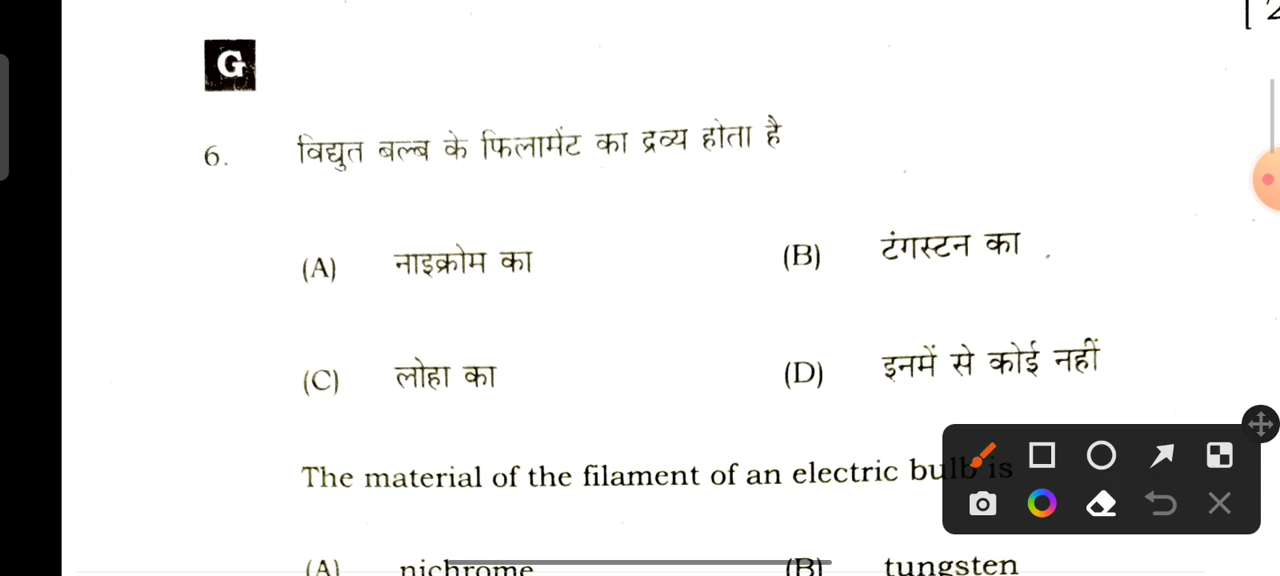 [ 2
G
6. विद्युत बल्ब के फिलामेंट का द्रव्य होता है
(A) नाइक्रोम का (B) टंगस्टन का
(C) लोहा का (D) इनमें से कोई नहीं
The material of the filament of an electric bulb is
(A) nichrome (B) tungsten